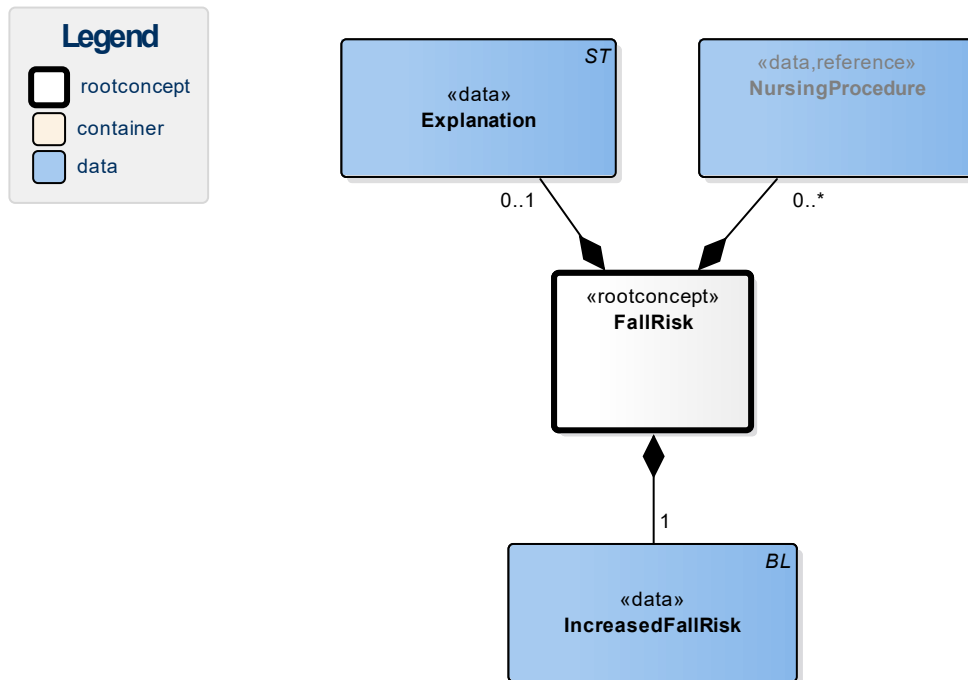 Legend
rootconcept
container
data
ST
«data»
Explanation
«data,reference»
NursingProcedure
0..1
0..*
«rootconcept»
FallRisk
1
BL
«data»
IncreasedFallRisk